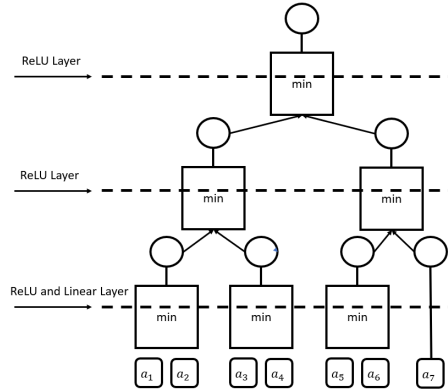 ReLU Layer
min
ReLU Layer
min
min
ReLU and Linear Layer
min
min
min
a₁
a₂
a₃
a₄
a₅
a₆
a₇